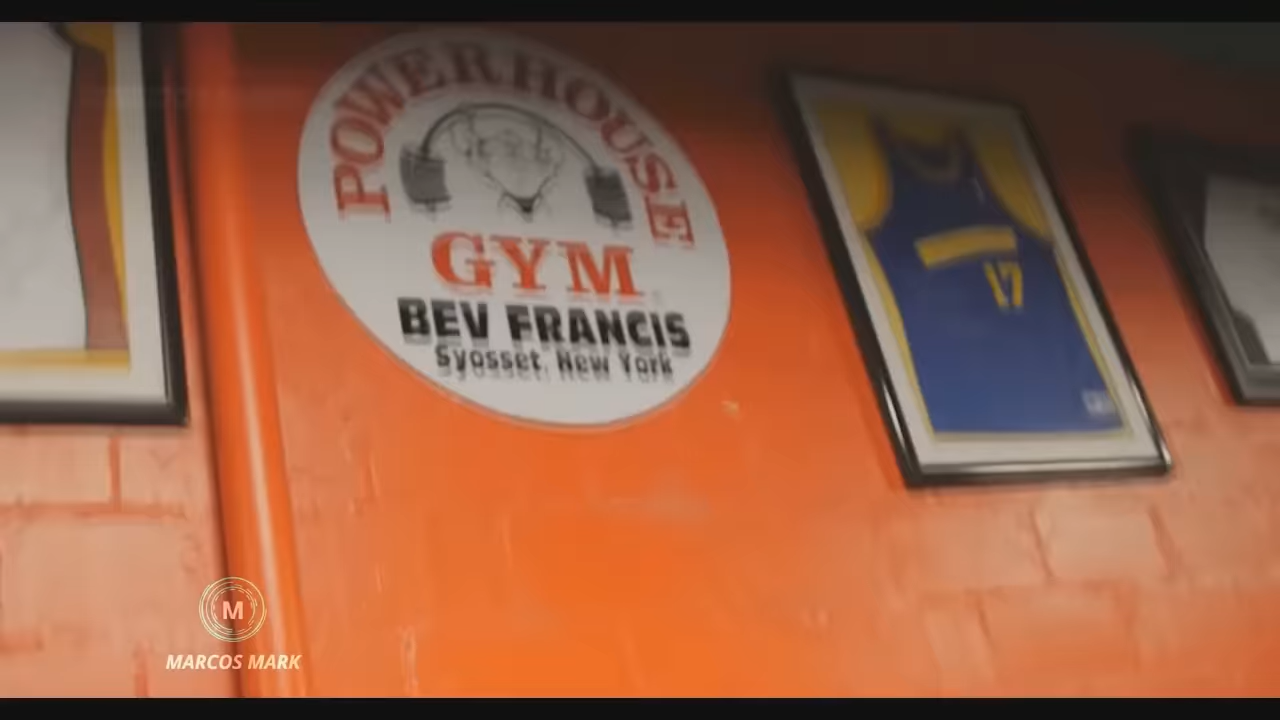 POWERHOUSE
GYM
BEV FRANCIS
Syosset, New York
17
M
MARCOS MARK